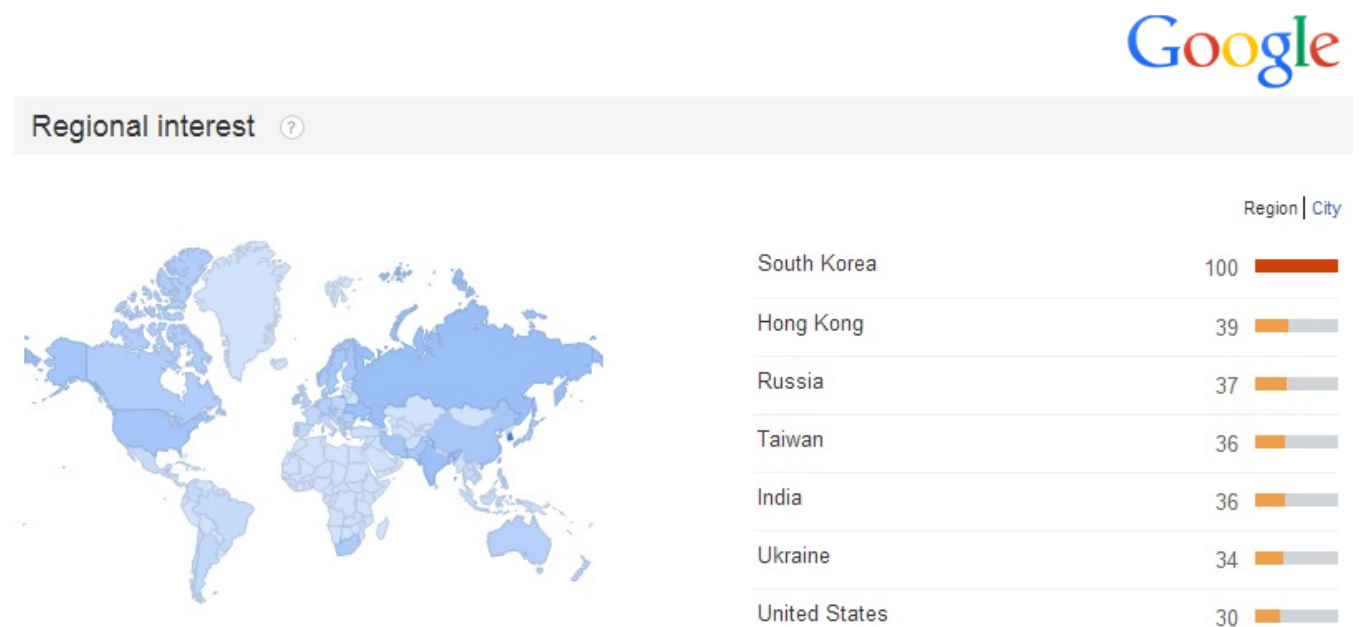 Google
Regional interest ?
Region | City
South Korea 100
Hong Kong 39
Russia 37
Taiwan 36
India 36
Ukraine 34
United States 30